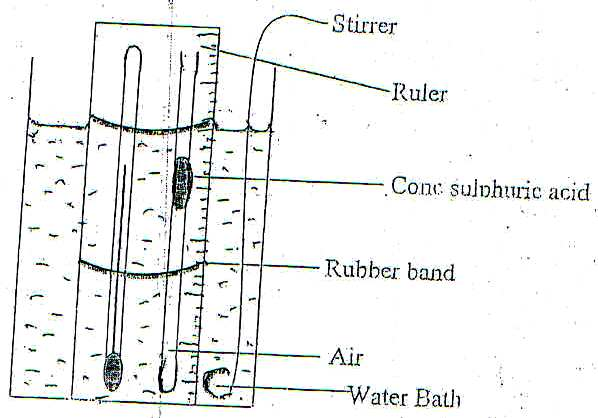 Stirrer
Ruler
Conc sulphuric acid
Rubber band
Air
Water Bath